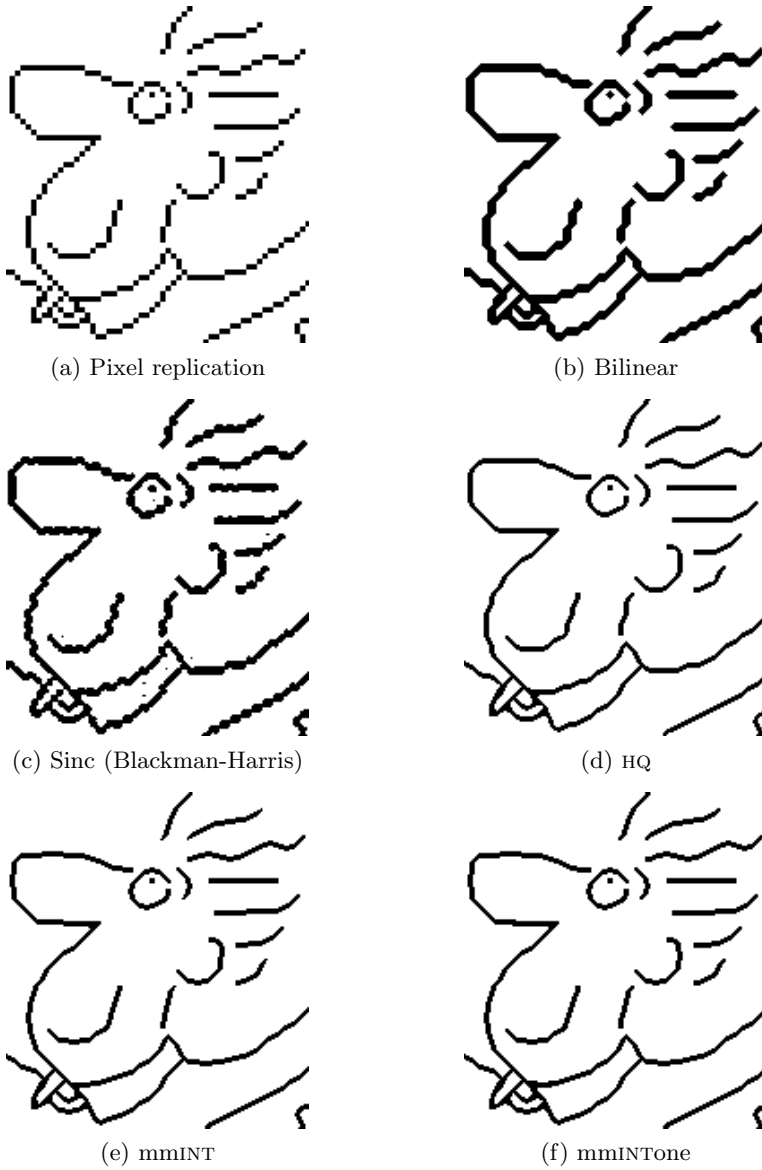 (a) Pixel replication
(b) Bilinear
(c) Sinc (Blackman-Harris)
(d) HQ
(e) mmINT
(f) mmINTone